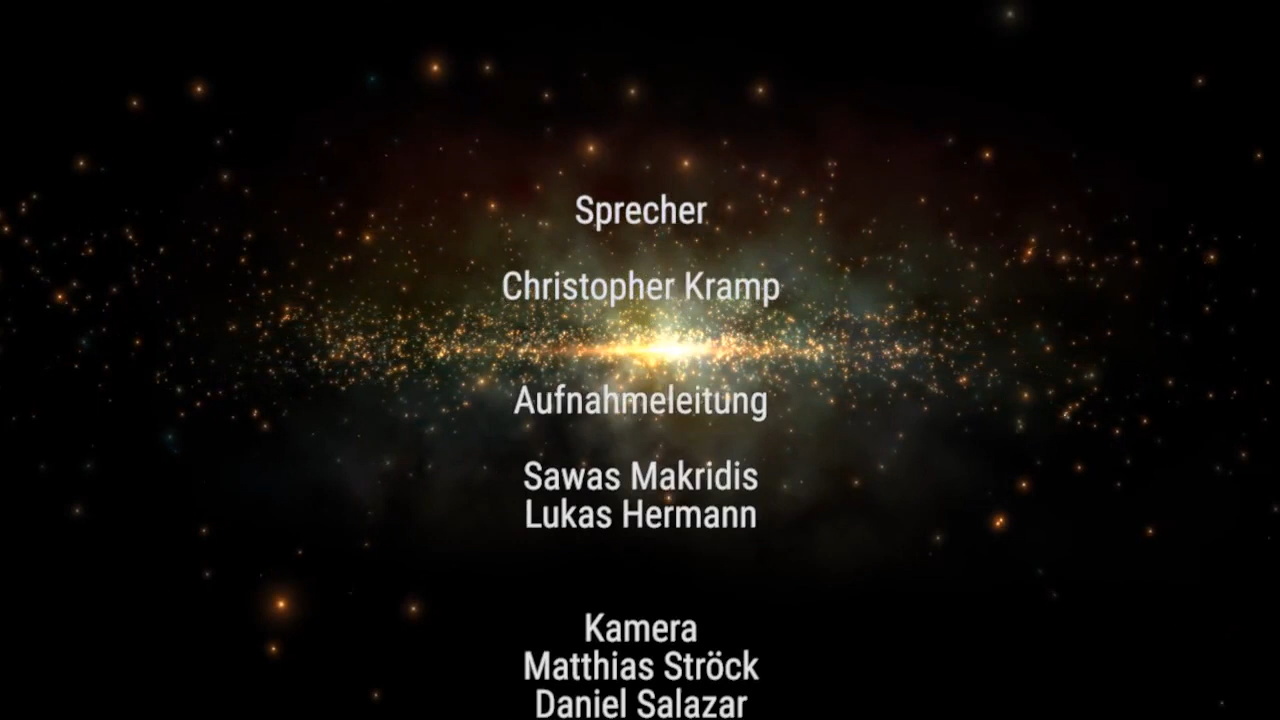 Sprecher
Christopher Kramp
Aufnahmeleitung
Sawas Makridis
Lukas Hermann
Kamera
Matthias Ströck
Daniel Salazar